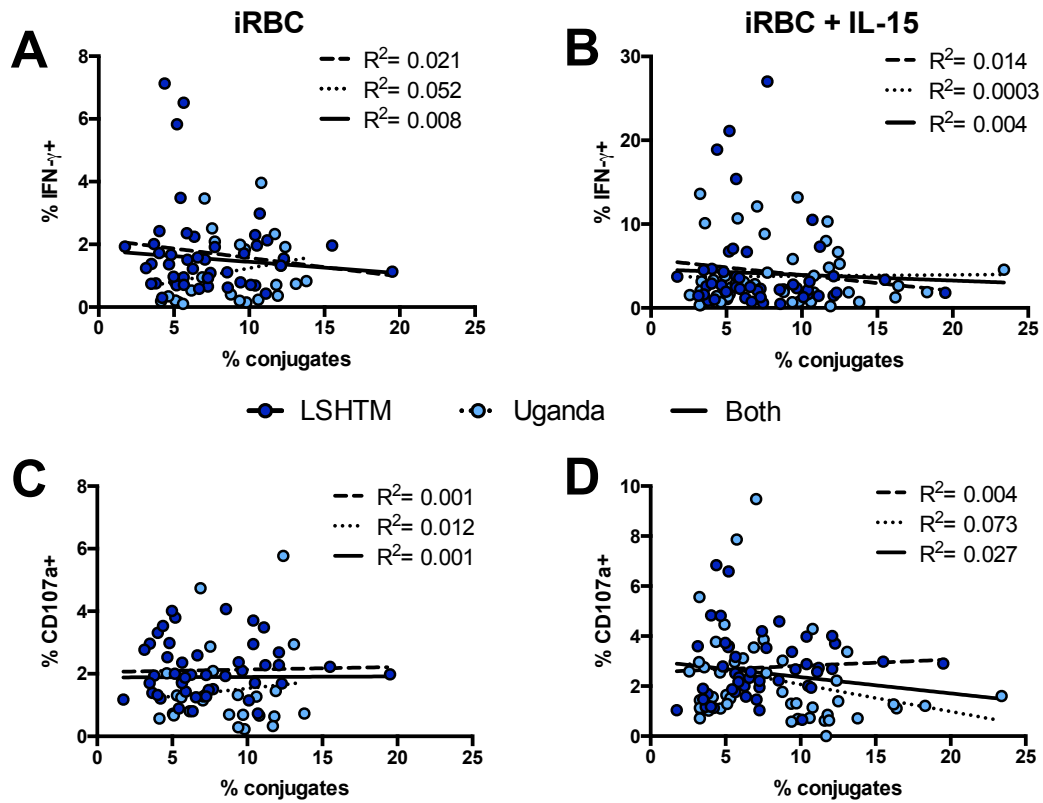 iRBC
iRBC + IL-15
A
B
R²= 0.021
R²= 0.052
R²= 0.008
R²= 0.014
R²= 0.0003
R²= 0.004
% IFN-γ+
8
6
4
2
0
0 5 10 15 20 25
% conjugates
% IFN-γ+
30
20
10
0
0 5 10 15 20 25
% conjugates
LSHTM Uganda Both
C
D
R²= 0.001
R²= 0.012
R²= 0.001
R²= 0.004
R²= 0.073
R²= 0.027
% CD107a+
8
6
4
2
0
0 5 10 15 20 25
% conjugates
% CD107a+
10
8
6
4
2
0
0 5 10 15 20 25
% conjugates